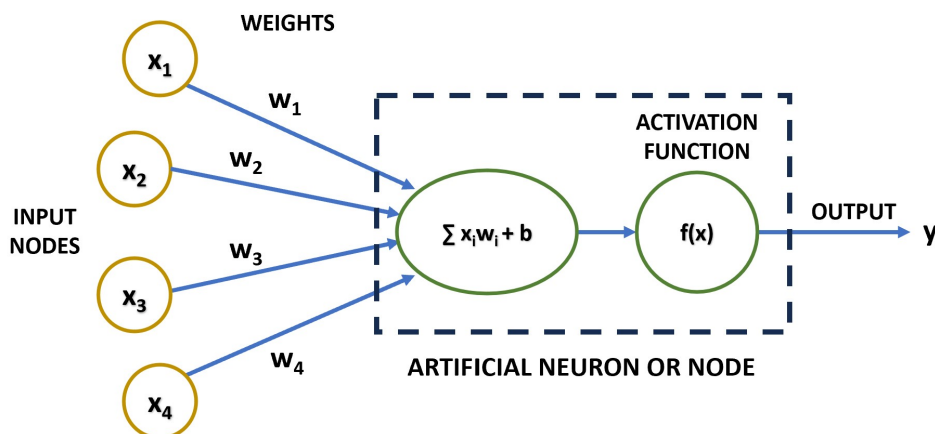 WEIGHTS
x₁
w₁
x₂
w₂
INPUT
NODES
x₃
w₃
x₄
w₄
∑ xᵢwᵢ + b
ACTIVATION
FUNCTION
f(x)
OUTPUT
y
ARTIFICIAL NEURON OR NODE